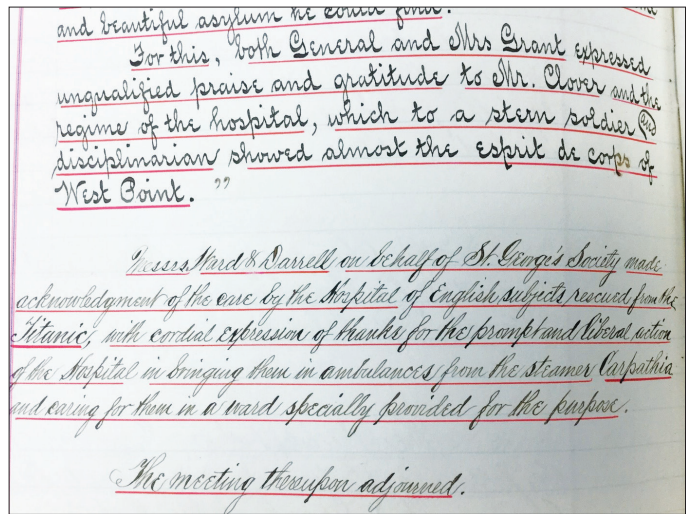 and beautiful asylum he could find.
For this, both General and Mrs Grant expressed
unqualified praise and gratitude to Mr. Clover and the
regime of the hospital, which to a stern soldier and
disciplinarian showed almost the esprit de corps of
West Point. "
Messrs. Ward & Darrell on behalf of St. George's Society made
acknowledgment of the care by the Hospital of English subjects, rescued from the
Titanic, with cordial expression of thanks for the prompt and liberal action
of the Hospital in bringing them in ambulances from the steamer Carpathia
and caring for them in a ward specially provided for the purpose.
The meeting thereupon adjourned.